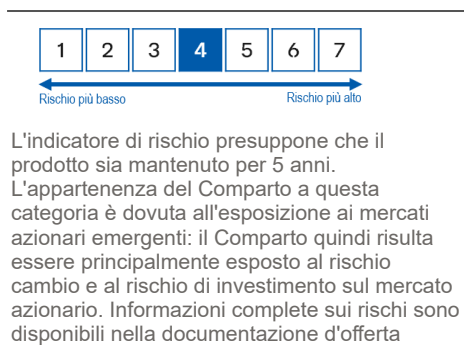 1 2 3 4 5 6 7
Rischio più basso Rischio più alto
L'indicatore di rischio presuppone che il
prodotto sia mantenuto per 5 anni.
L'appartenenza del Comparto a questa
categoria è dovuta all'esposizione ai mercati
azionari emergenti: il Comparto quindi risulta
essere principalmente esposto al rischio
cambio e al rischio di investimento sul mercato
azionario. Informazioni complete sui rischi sono
disponibili nella documentazione d'offerta